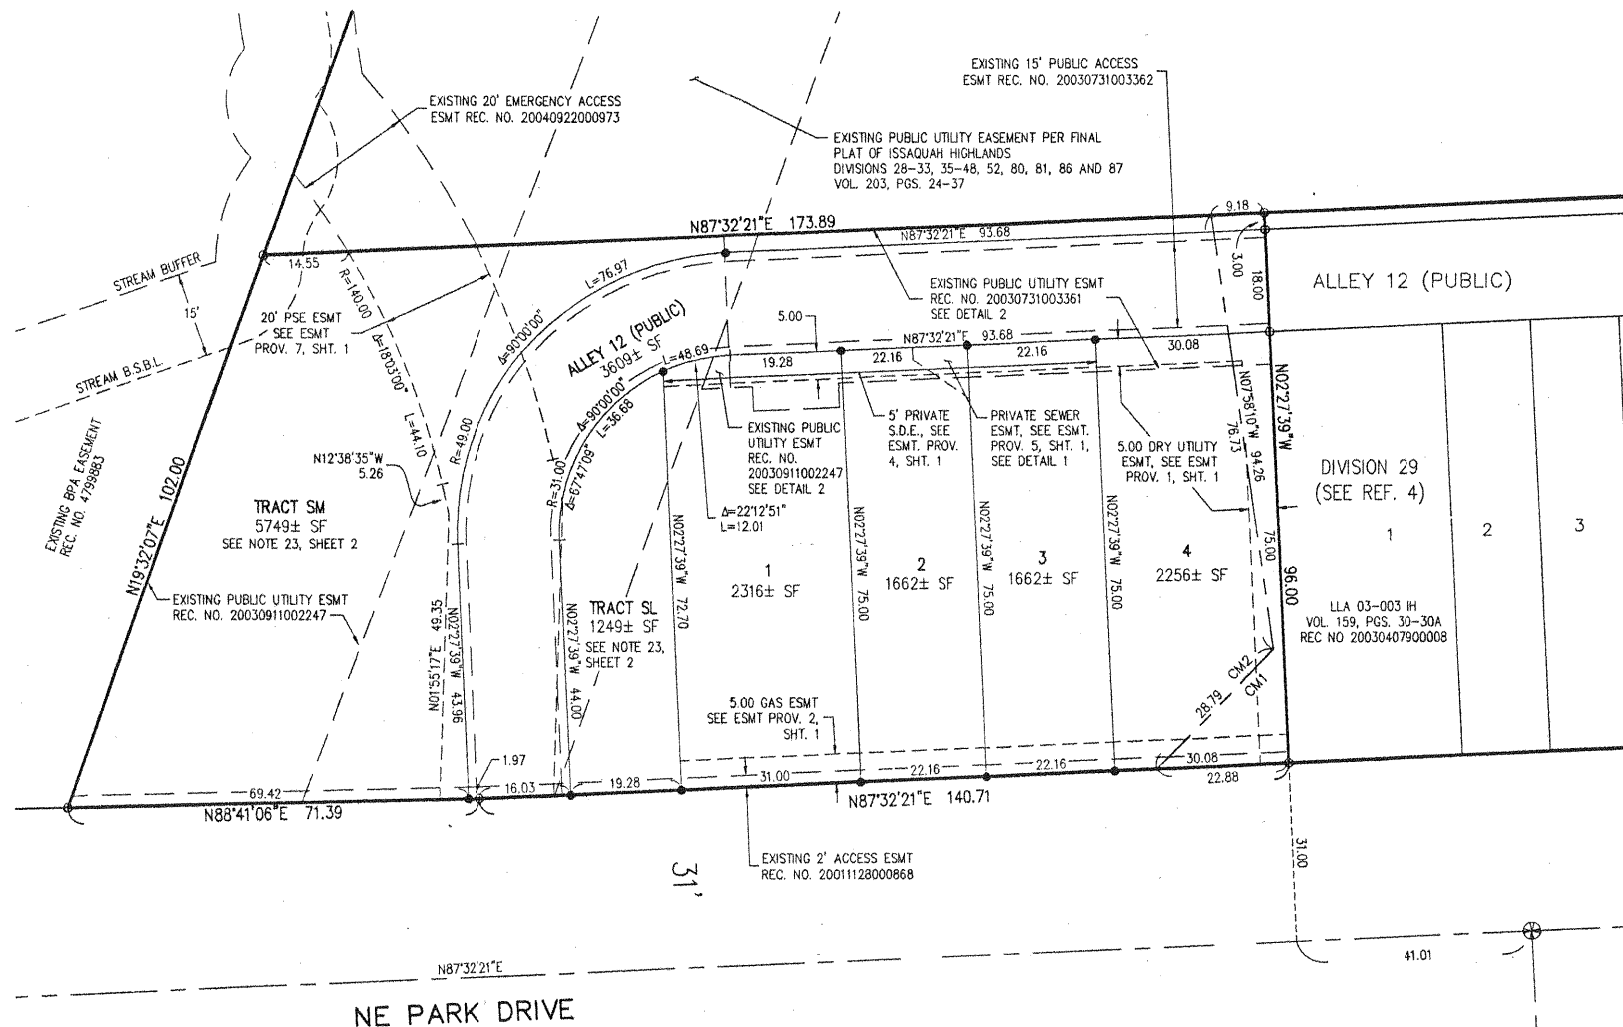 EXISTING 15' PUBLIC ACCESS
ESMT REC. NO. 20030731003362
EXISTING 20' EMERGENCY ACCESS
ESMT REC. NO. 20040922000973
EXISTING PUBLIC UTILITY EASEMENT PER FINAL
PLAT OF ISSAQUAH HIGHLANDS
DIVISIONS 28-33, 35-48, 52, 80, 81, 86 AND 87
VOL. 203, PGS. 24-37
9.18
N87°32'21"E 173.89
N87°32'21"E 93.68
3.00
18.00
ALLEY 12 (PUBLIC)
STREAM BUFFER
15'
STREAM B.S.B.L.
14.55
R=140.00
Δ=18°03'00" L=44.10
20' PSE ESMT
SEE ESMT
PROV. 7, SHT. 1
L=76.97
Δ=90°00'00"
R=49.00
ALLEY 12 (PUBLIC)
3609± SF
EXISTING PUBLIC UTILITY ESMT
REC. NO. 20030731003361
SEE DETAIL 2
5.00
N87°32'21"E 93.68
L=48.69
19.28
22.16
22.16
30.08
Δ=90°00'00"
L=36.68
R=31.00
Δ=67°47'09"
EXISTING PUBLIC
UTILITY ESMT
REC. NO.
20030911002247
SEE DETAIL 2
Δ=22°12'51"
L=12.01
5' PRIVATE
S.D.E., SEE
ESMT. PROV.
4, SHT. 1
PRIVATE SEWER
ESMT, SEE ESMT.
PROV. 5, SHT. 1,
SEE DETAIL 1
5.00 DRY UTILITY
ESMT, SEE ESMT
PROV. 1, SHT. 1
N07°58'10"W 94.26
76.73
N02°27'39"W
75.00
96.00
DIVISION 29
(SEE REF. 4)
1
2
3
LLA 03-003 IH
VOL. 159, PGS. 30-30A
REC NO 20030407900008
EXISTING BPA EASEMENT
REC. NO. 4799883
N19°32'07"E 102.00
N12°38'35"W
5.26
TRACT SM
5749± SF
SEE NOTE 23, SHEET 2
EXISTING PUBLIC UTILITY ESMT
REC. NO. 20030911002247
N01°55'17"E 49.35
N02°27'39"W 43.96
N02°27'39"W 44.00
TRACT SL
1249± SF
SEE NOTE 23,
SHEET 2
N02°27'39"W 72.70
1
2316± SF
N02°27'39"W 75.00
2
1662± SF
N02°27'39"W 75.00
3
1662± SF
N02°27'39"W 75.00
4
2256± SF
28.79
CM2
CM1
5.00 GAS ESMT
SEE ESMT PROV. 2,
SHT. 1
1.97
69.42
16.03
19.28
31.00
22.16
22.16
30.08
22.88
N88°41'06"E 71.39
N87°32'21"E 140.71
EXISTING 2' ACCESS ESMT
REC. NO. 20011128000868
31'
31.00
41.01
N87°32'21"E
NE PARK DRIVE